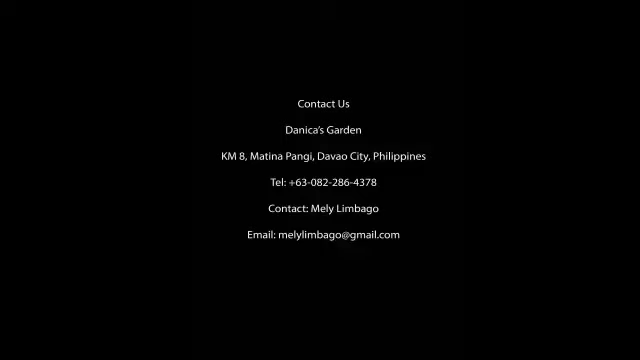 Contact Us
Danica's Garden
KM 8, Matina Pangi, Davao City, Philippines
Tel: +63-082-286-4378
Contact: Mely Limbago
Email: melylimbago@gmail.com